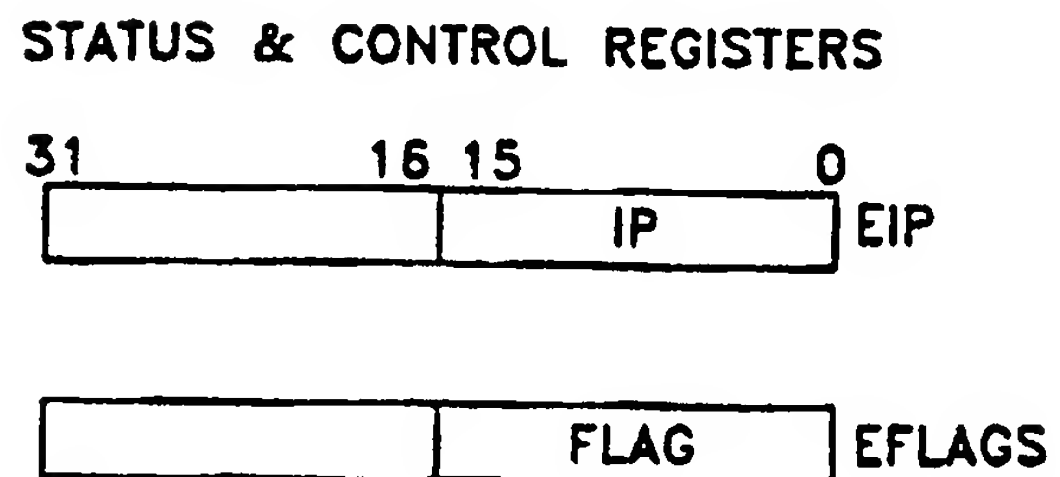 STATUS & CONTROL REGISTERS
31 16 15 0
IP EIP
FLAG EFLAGS